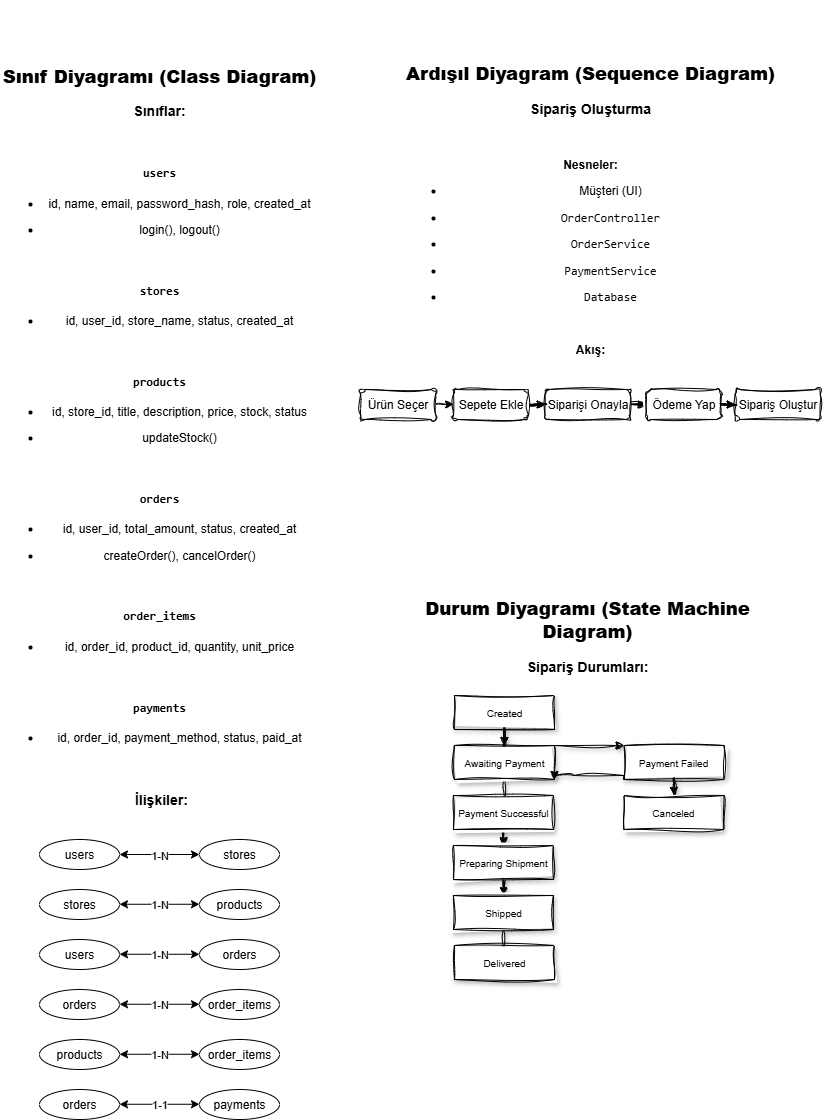 Sınıf Diyagramı (Class Diagram)
Sınıflar:
users
id, name, email, password_hash, role, created_at
login(), logout()
stores
id, user_id, store_name, status, created_at
products
id, store_id, title, description, price, stock, status
updateStock()
orders
id, user_id, total_amount, status, created_at
createOrder(), cancelOrder()
order_items
id, order_id, product_id, quantity, unit_price
payments
id, order_id, payment_method, status, paid_at
İlişkiler:
users 1-N stores
stores 1-N products
users 1-N orders
orders 1-N order_items
products 1-N order_items
orders 1-1 payments
Ardışıl Diyagram (Sequence Diagram)
Sipariş Oluşturma
Nesneler:
Müşteri (UI)
OrderController
OrderService
PaymentService
Database
Akış:
Ürün Seçer Sepete Ekle Siparişi Onayla Ödeme Yap Sipariş Oluştur
Durum Diyagramı (State Machine
Diagram)
Sipariş Durumları:
Created
Awaiting Payment Payment Failed
Payment Successful Canceled
Preparing Shipment
Shipped
Delivered